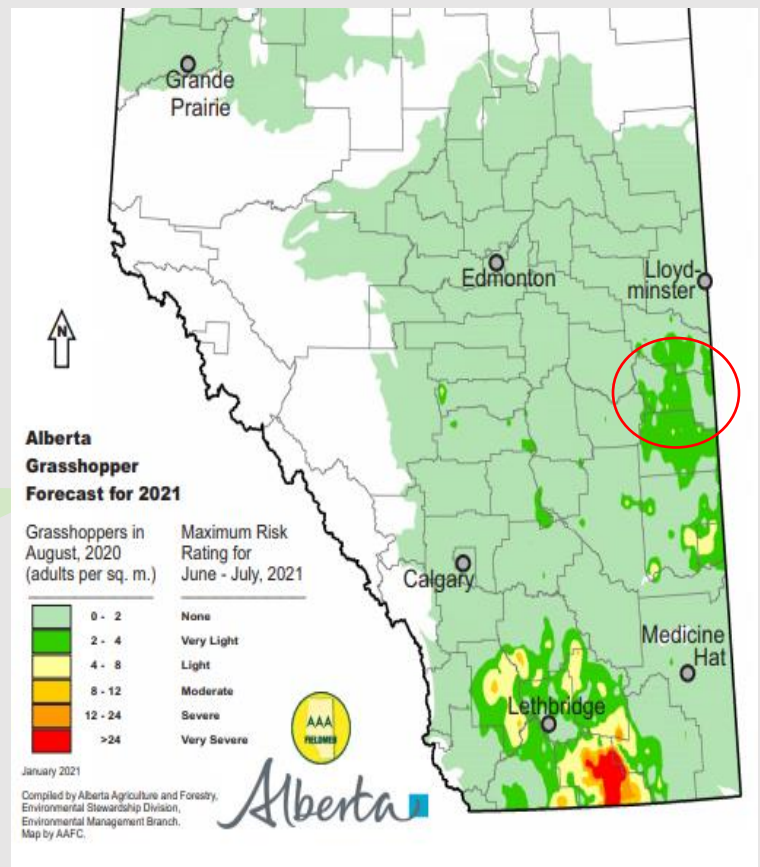 Grande
Prairie
Edmonton
Lloyd-
minster
N
Alberta
Grasshopper
Forecast for 2021
Grasshoppers in
August, 2020
(adults per sq. m.)
Maximum Risk
Rating for
June - July, 2021
Calgary
0 - 2 None
2 - 4 Very Light
4 - 8 Light
8 - 12 Moderate
12 - 24 Severe
>24 Very Severe
Medicine
Hat
Lethbridge
AAA
FIELDMEN
January 2021
Compiled by Alberta Agriculture and Forestry,
Environmental Stewardship Division,
Environmental Management Branch.
Map by AAFC.
Alberta